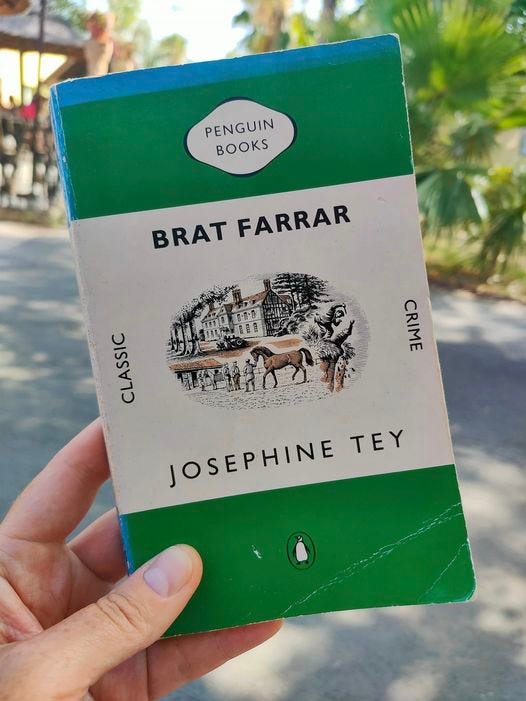 PENGUIN
BOOKS
BRAT FARRAR
CLASSIC
CRIME
JOSEPHINE TEY